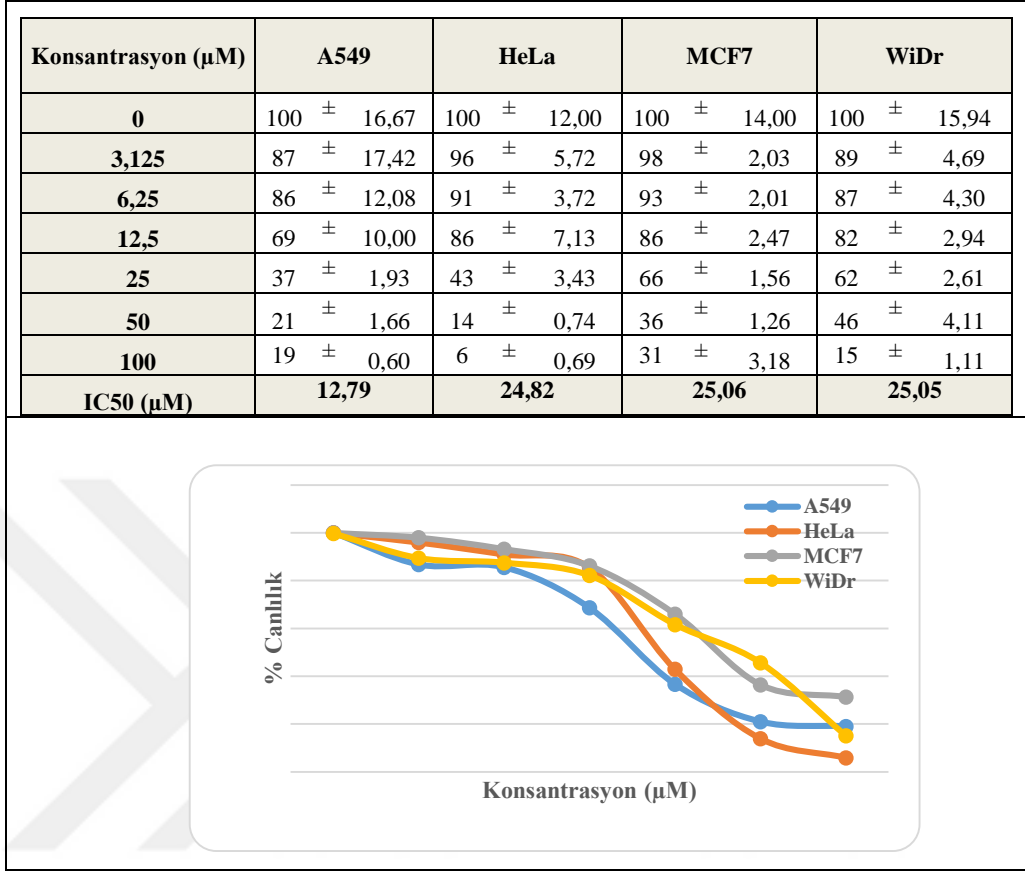 Konsantrasyon (µM) A549 HeLa MCF7 WiDr
0 100 ± 16,67 100 ± 12,00 100 ± 14,00 100 ± 15,94
3,125 87 ± 17,42 96 ± 5,72 98 ± 2,03 89 ± 4,69
6,25 86 ± 12,08 91 ± 3,72 93 ± 2,01 87 ± 4,30
12,5 69 ± 10,00 86 ± 7,13 86 ± 2,47 82 ± 2,94
25 37 ± 1,93 43 ± 3,43 66 ± 1,56 62 ± 2,61
50 21 ± 1,66 14 ± 0,74 36 ± 1,26 46 ± 4,11
100 19 ± 0,60 6 ± 0,69 31 ± 3,18 15 ± 1,11
IC50 (µM) 12,79 24,82 25,06 25,05
A549
HeLa
MCF7
WiDr
% Canlılık
Konsantrasyon (µM)